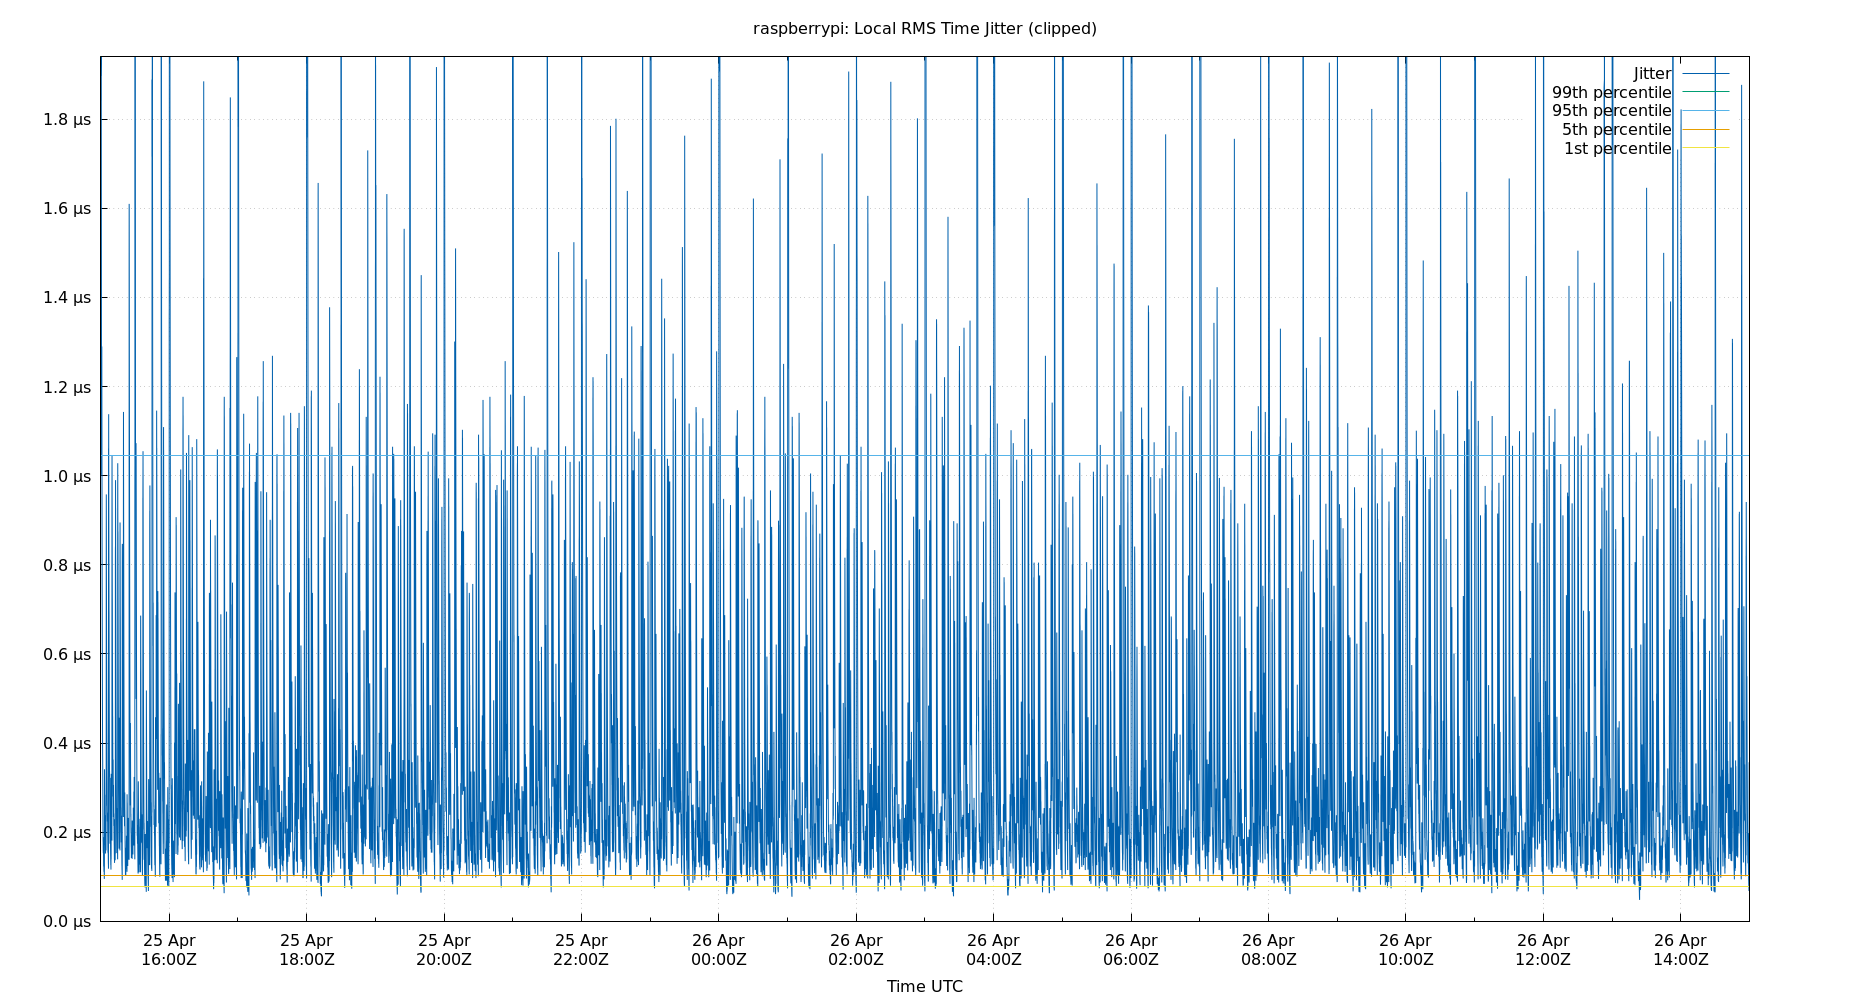 raspberrypi: Local RMS Time Jitter (clipped)
Jitter
99th percentile
95th percentile
5th percentile
1st percentile
1.8 µs
1.6 µs
1.4 µs
1.2 µs
1.0 µs
0.8 µs
0.6 µs
0.4 µs
0.2 µs
0.0 µs
25 Apr 25 Apr 25 Apr 25 Apr 26 Apr 26 Apr 26 Apr 26 Apr 26 Apr 26 Apr 26 Apr 26 Apr
16:00Z 18:00Z 20:00Z 22:00Z 00:00Z 02:00Z 04:00Z 06:00Z 08:00Z 10:00Z 12:00Z 14:00Z
Time UTC